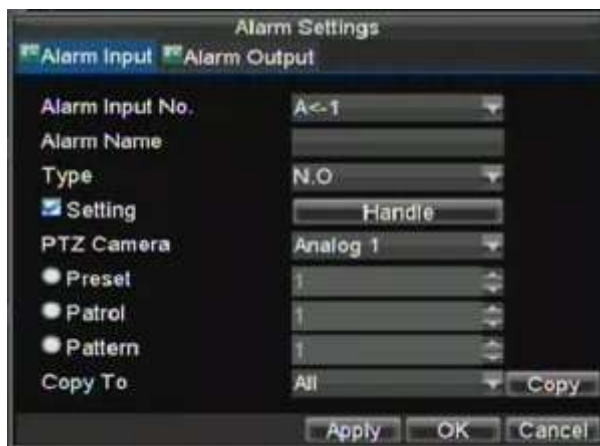 Alarm Settings
Alarm Input Alarm Output
Alarm Input No. A<-1
Alarm Name
Type N.O
Setting Handle
PTZ Camera Analog 1
Preset 1
Patrol 1
Pattern 1
Copy To All Copy
Apply OK Cancel